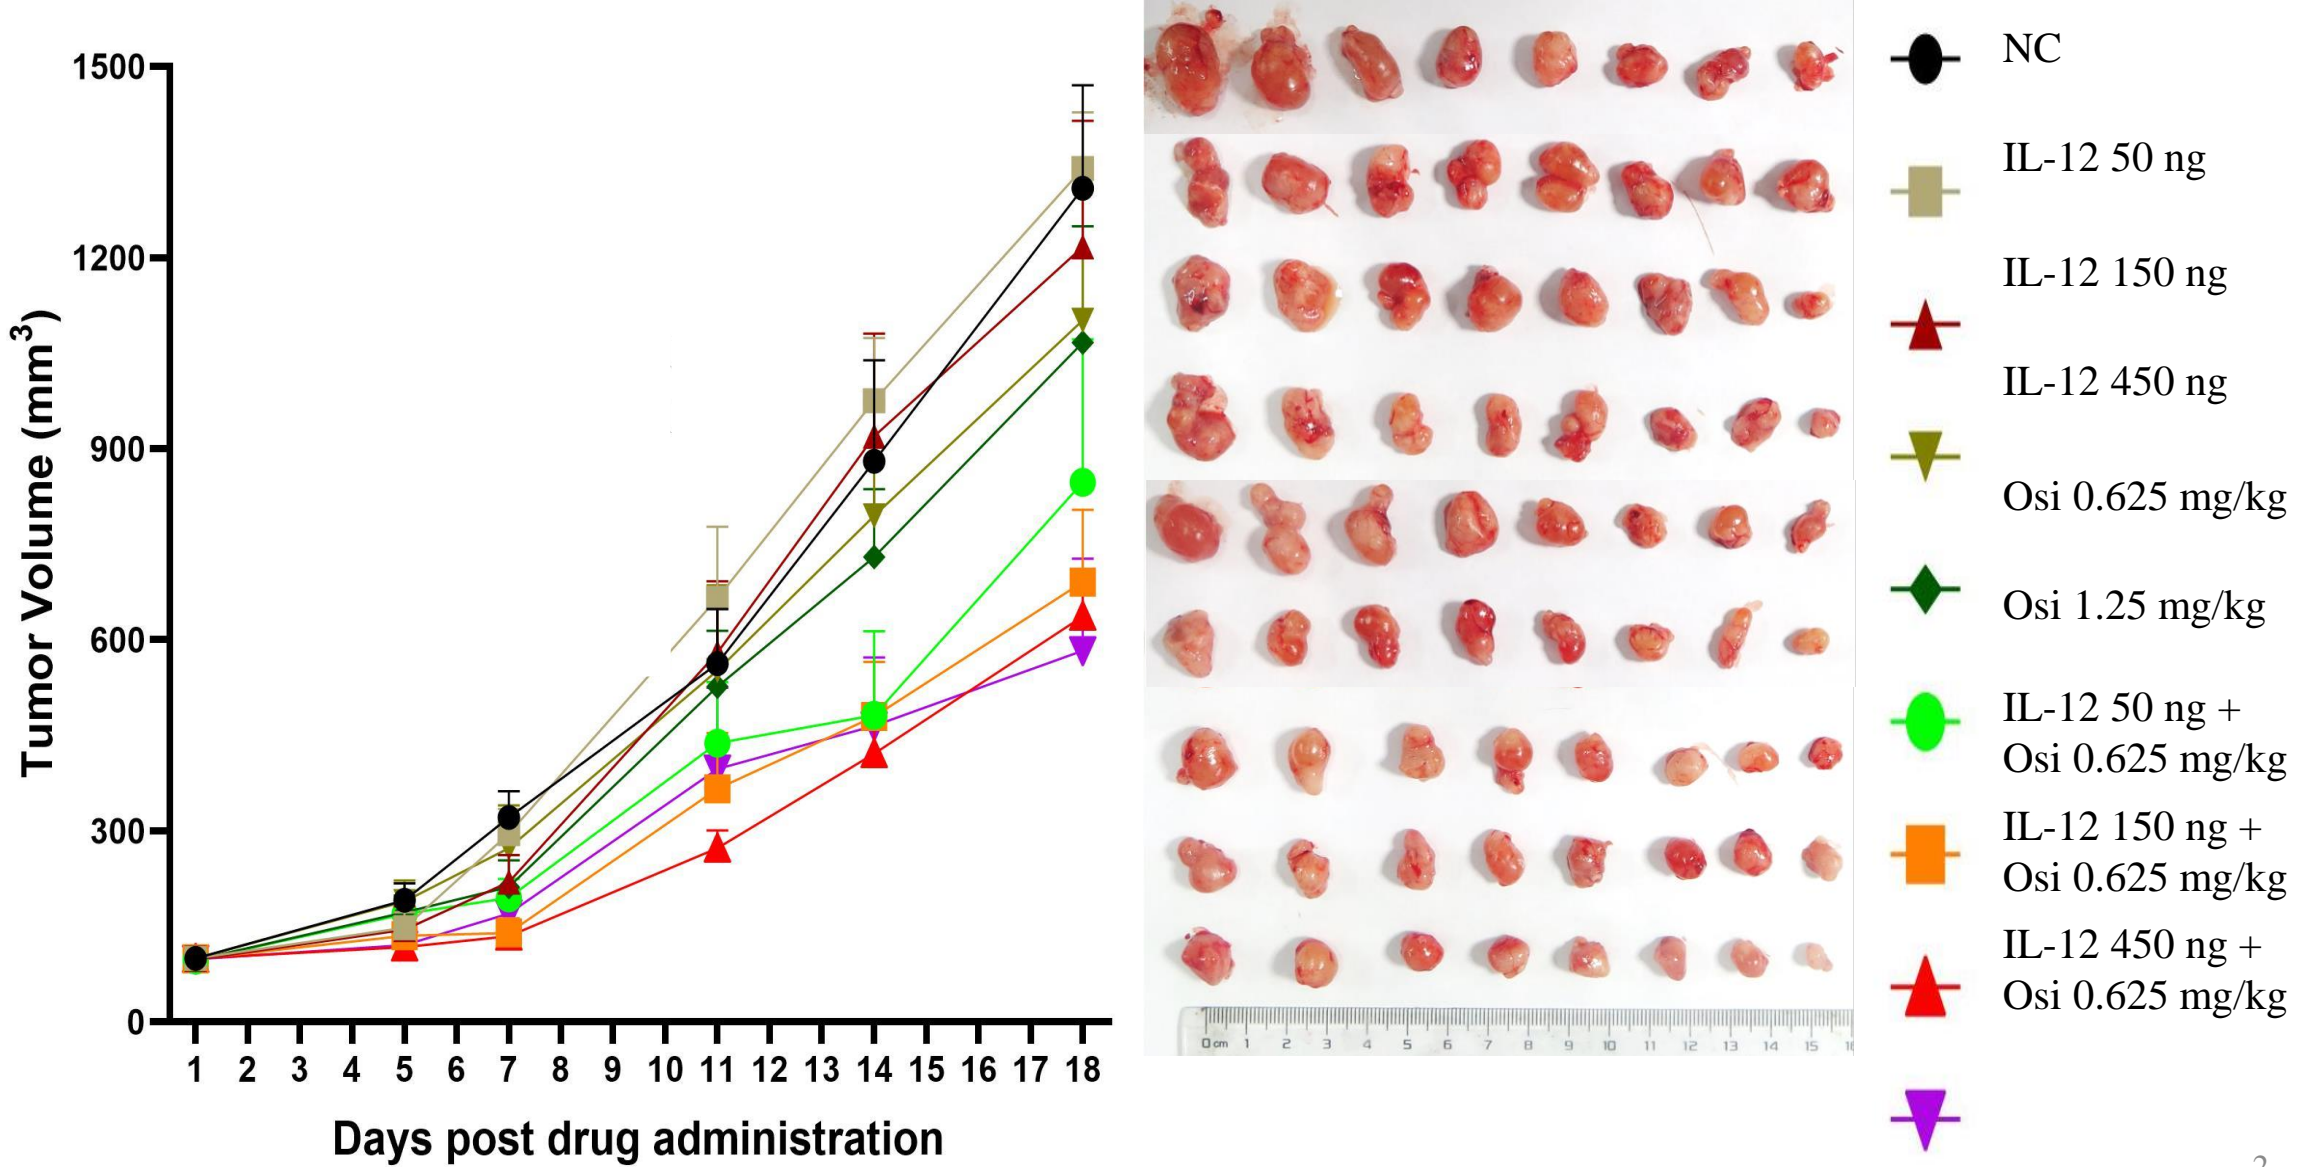 1500
1200
900
600
300
0
Tumor Volume (mm³)
1 2 3 4 5 6 7 8 9 10 11 12 13 14 15 16 17 18
Days post drug administration
0 cm 1 2 3 4 5 6 7 8 9 10 11 12 13 14 15
NC
IL-12 50 ng
IL-12 150 ng
IL-12 450 ng
Osi 0.625 mg/kg
Osi 1.25 mg/kg
IL-12 50 ng +
Osi 0.625 mg/kg
IL-12 150 ng +
Osi 0.625 mg/kg
IL-12 450 ng +
Osi 0.625 mg/kg